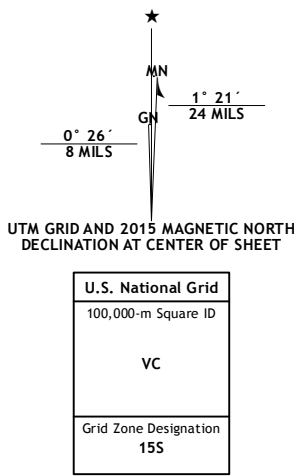 ★
MN
1° 21´
24 MILS
GN
0° 26´
8 MILS
UTM GRID AND 2015 MAGNETIC NORTH
DECLINATION AT CENTER OF SHEET
U.S. National Grid
100,000-m Square ID
VC
Grid Zone Designation
15S